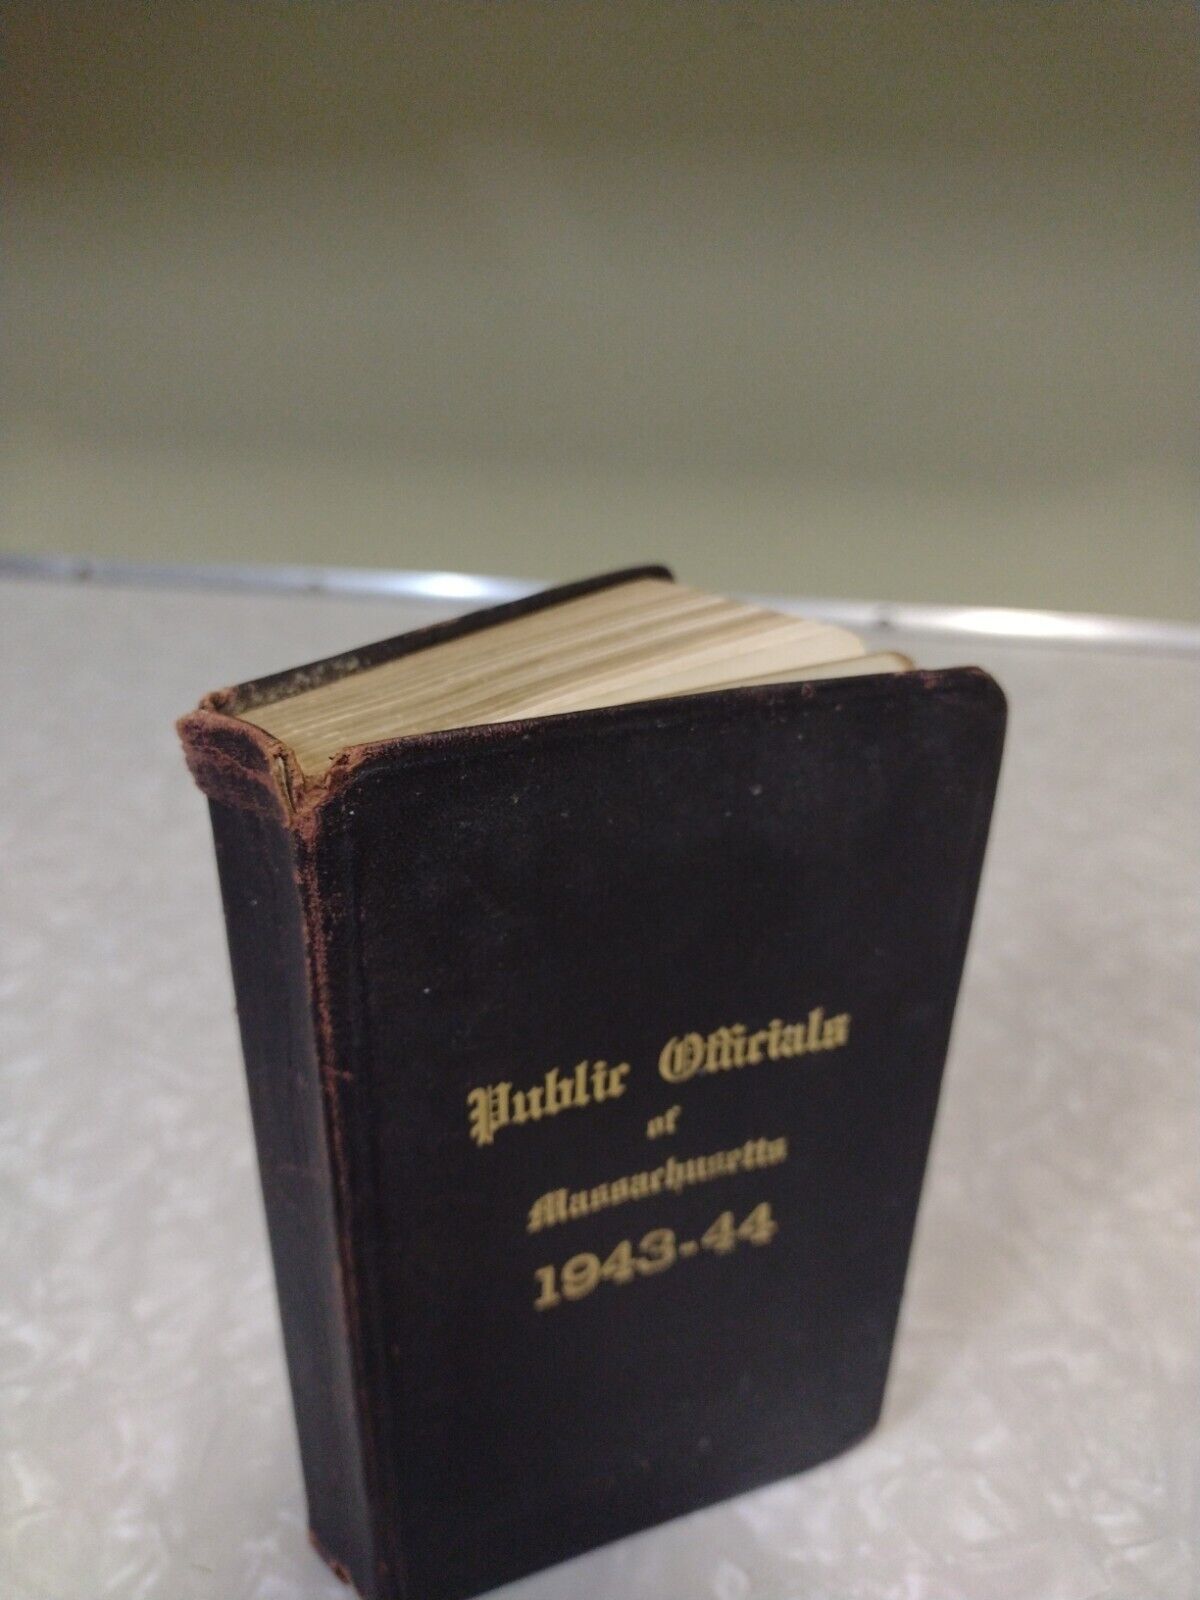 Public Officials
of
Massachusetts
1943-44